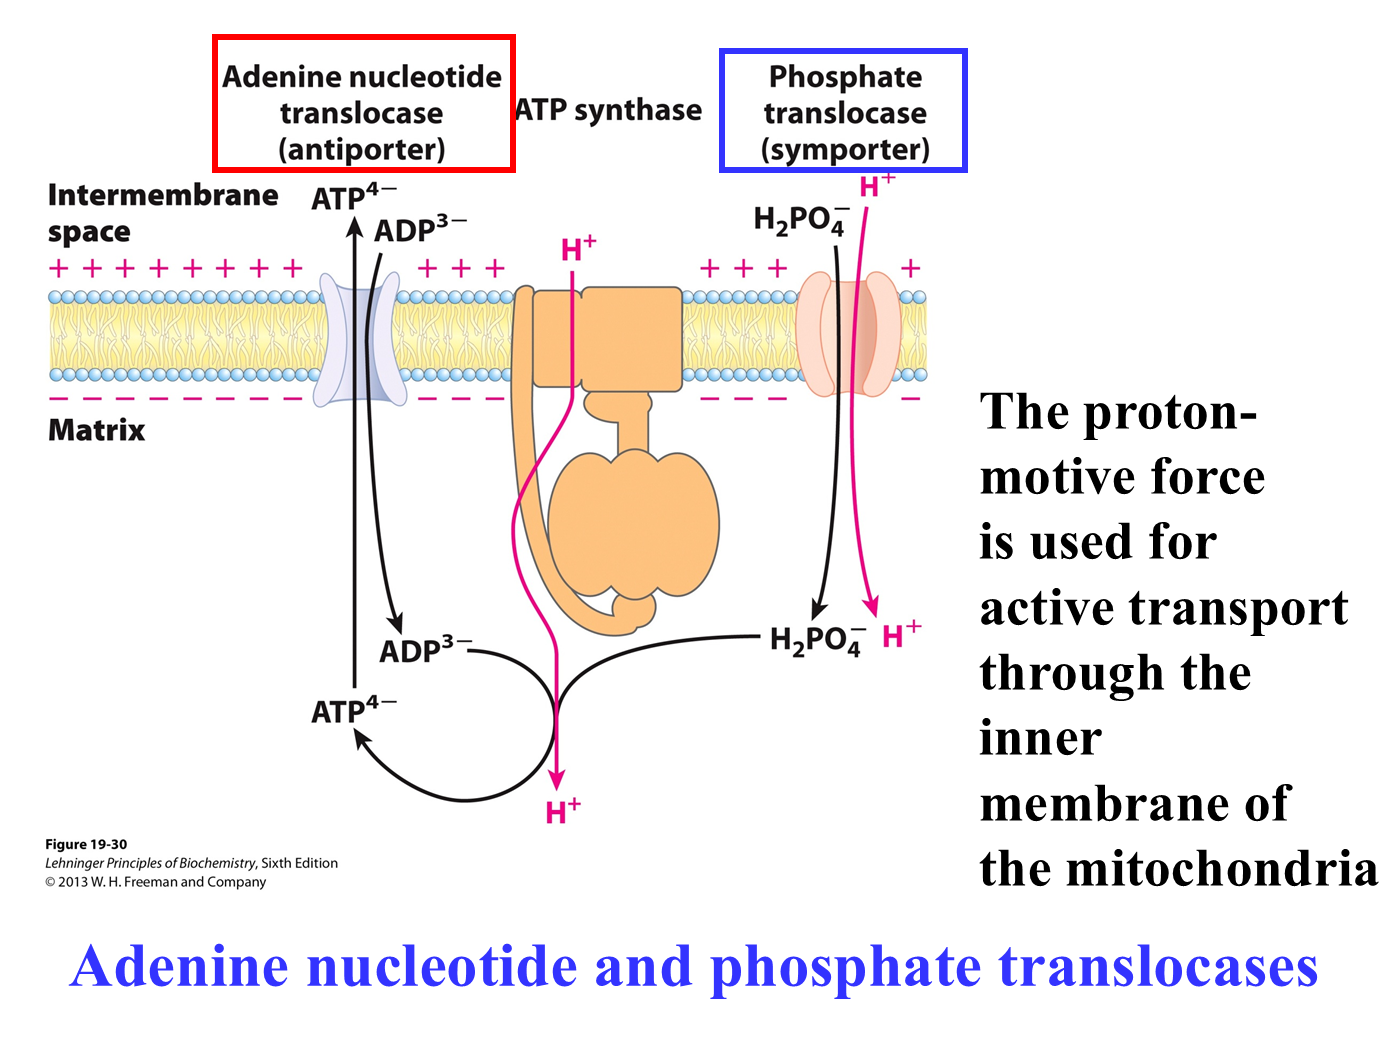 Adenine nucleotide
translocase
(antiporter)
ATP synthase
Phosphate
translocase
(symporter)
Intermembrane
space
ATP⁴⁻
ADP³⁻
H⁺
H₂PO₄⁻
H⁺
+ + + + + + + +
+ + +
+ + +
+
− − − − − − − −
− − −
− − −
−
Matrix
The proton-
motive force
is used for
active transport
through the
inner
membrane of
the mitochondria
ADP³⁻
H₂PO₄⁻ H⁺
ATP⁴⁻
H⁺
Figure 19-30
Lehninger Principles of Biochemistry, Sixth Edition
© 2013 W. H. Freeman and Company
Adenine nucleotide and phosphate translocases